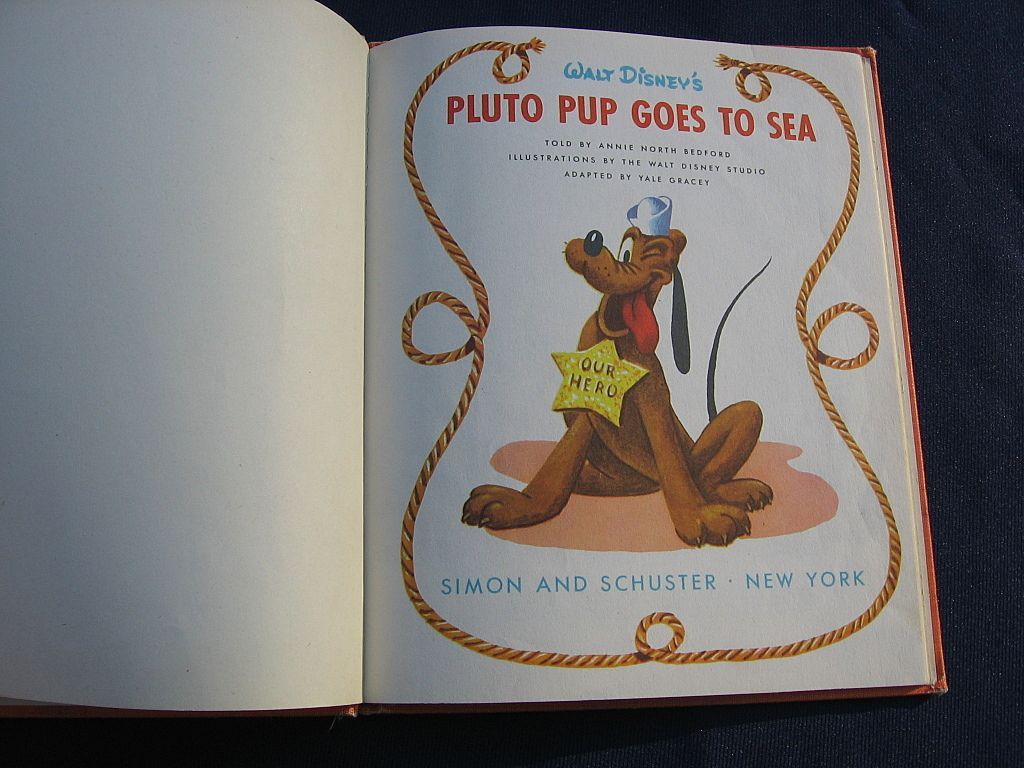 WALT DISNEY'S
PLUTO PUP GOES TO SEA
TOLD BY ANNIE NORTH BEDFORD
ILLUSTRATIONS BY THE WALT DISNEY STUDIO
ADAPTED BY YALE GRACEY
OUR
HERO
SIMON AND SCHUSTER · NEW YORK